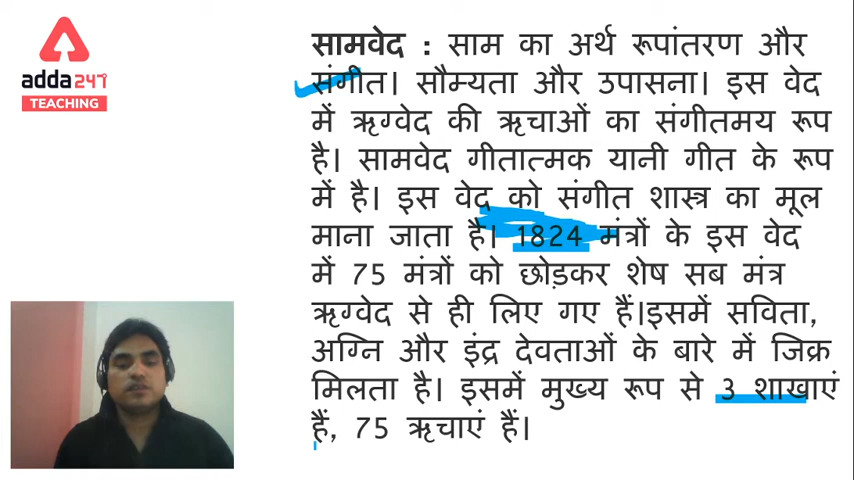 adda247
TEACHING
सामवेद : साम का अर्थ रूपांतरण और
संगीत। सौम्यता और उपासना। इस वेद
में ऋग्वेद की ऋचाओं का संगीतमय रूप
है। सामवेद गीतात्मक यानी गीत के रूप
में है। इस वेद को संगीत शास्त्र का मूल
माना जाता है। 1824 मंत्रों के इस वेद
में 75 मंत्रों को छोड़कर शेष सब मंत्र
ऋग्वेद से ही लिए गए हैं।इसमें सविता,
अग्नि और इंद्र देवताओं के बारे में जिक्र
मिलता है। इसमें मुख्य रूप से 3 शाखाएं
हैं, 75 ऋचाएं हैं।